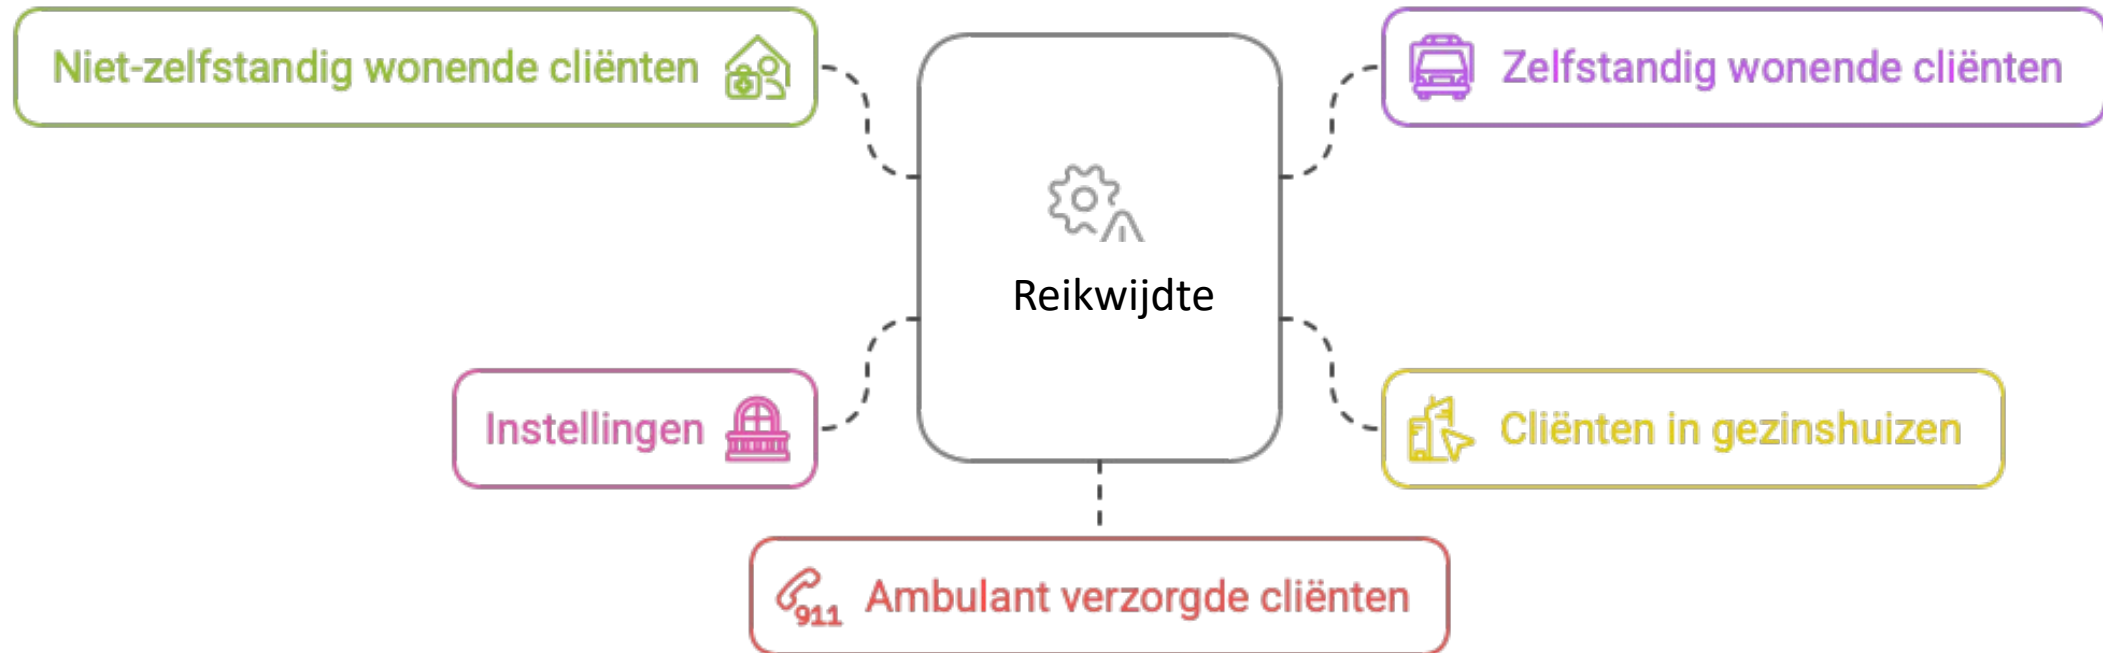 Niet-zelfstandig wonende cliënten
Zelfstandig wonende cliënten
Reikwijdte
Instellingen
Cliënten in gezinshuizen
911
Ambulant verzorgde cliënten